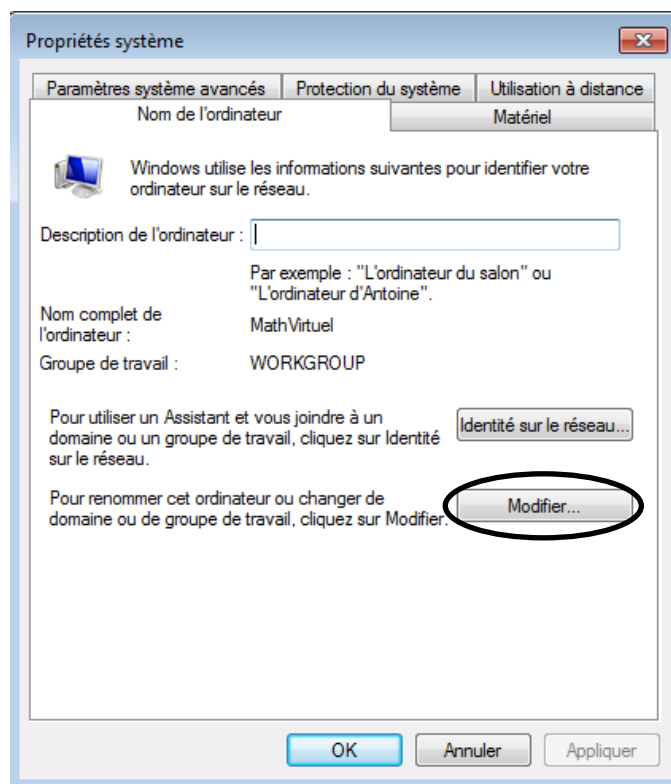 Propriétés système
Paramètres système avancés
Protection du système
Utilisation à distance
Nom de l'ordinateur
Matériel
Windows utilise les informations suivantes pour identifier votre
ordinateur sur le réseau.
Description de l'ordinateur :
Par exemple : "L'ordinateur du salon" ou
"L'ordinateur d'Antoine".
Nom complet de
l'ordinateur :
MathVirtuel
Groupe de travail :
WORKGROUP
Pour utiliser un Assistant et vous joindre à un
domaine ou un groupe de travail, cliquez sur Identité
sur le réseau.
Identité sur le réseau...
Pour renommer cet ordinateur ou changer de
domaine ou de groupe de travail, cliquez sur Modifier.
Modifier...
OK
Annuler
Appliquer